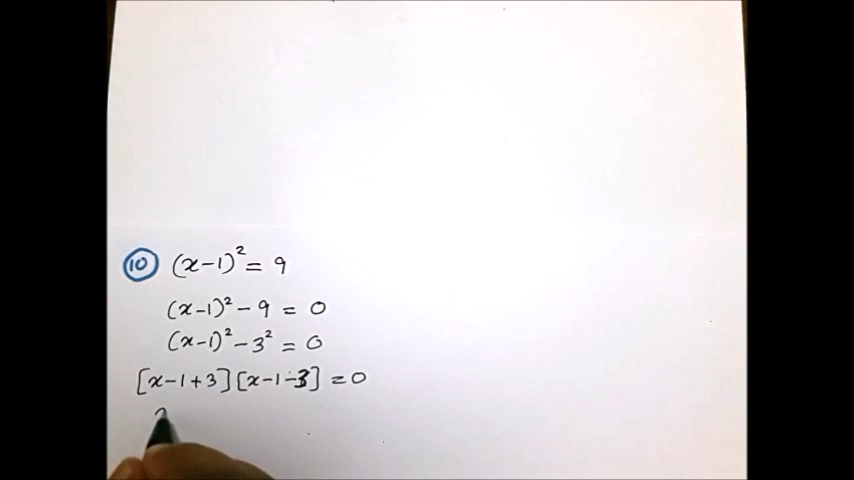 10 (x-1)² = 9
(x-1)² - 9 = 0
(x-1)² - 3² = 0
[x-1+3][x-1-3] = 0